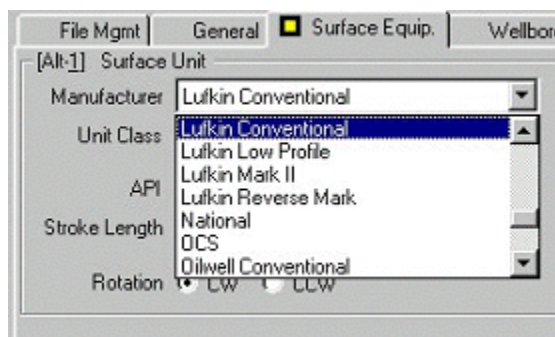 File Mgmt General Surface Equip. Wellbor
[Alt-1] Surface Unit
Manufacturer Lufkin Conventional
Unit Class Lufkin Conventional
Lufkin Low Profile
Lufkin Mark II
API Lufkin Reverse Mark
Stroke Length National
OCS
Oilwell Conventional
Rotation CW CCW